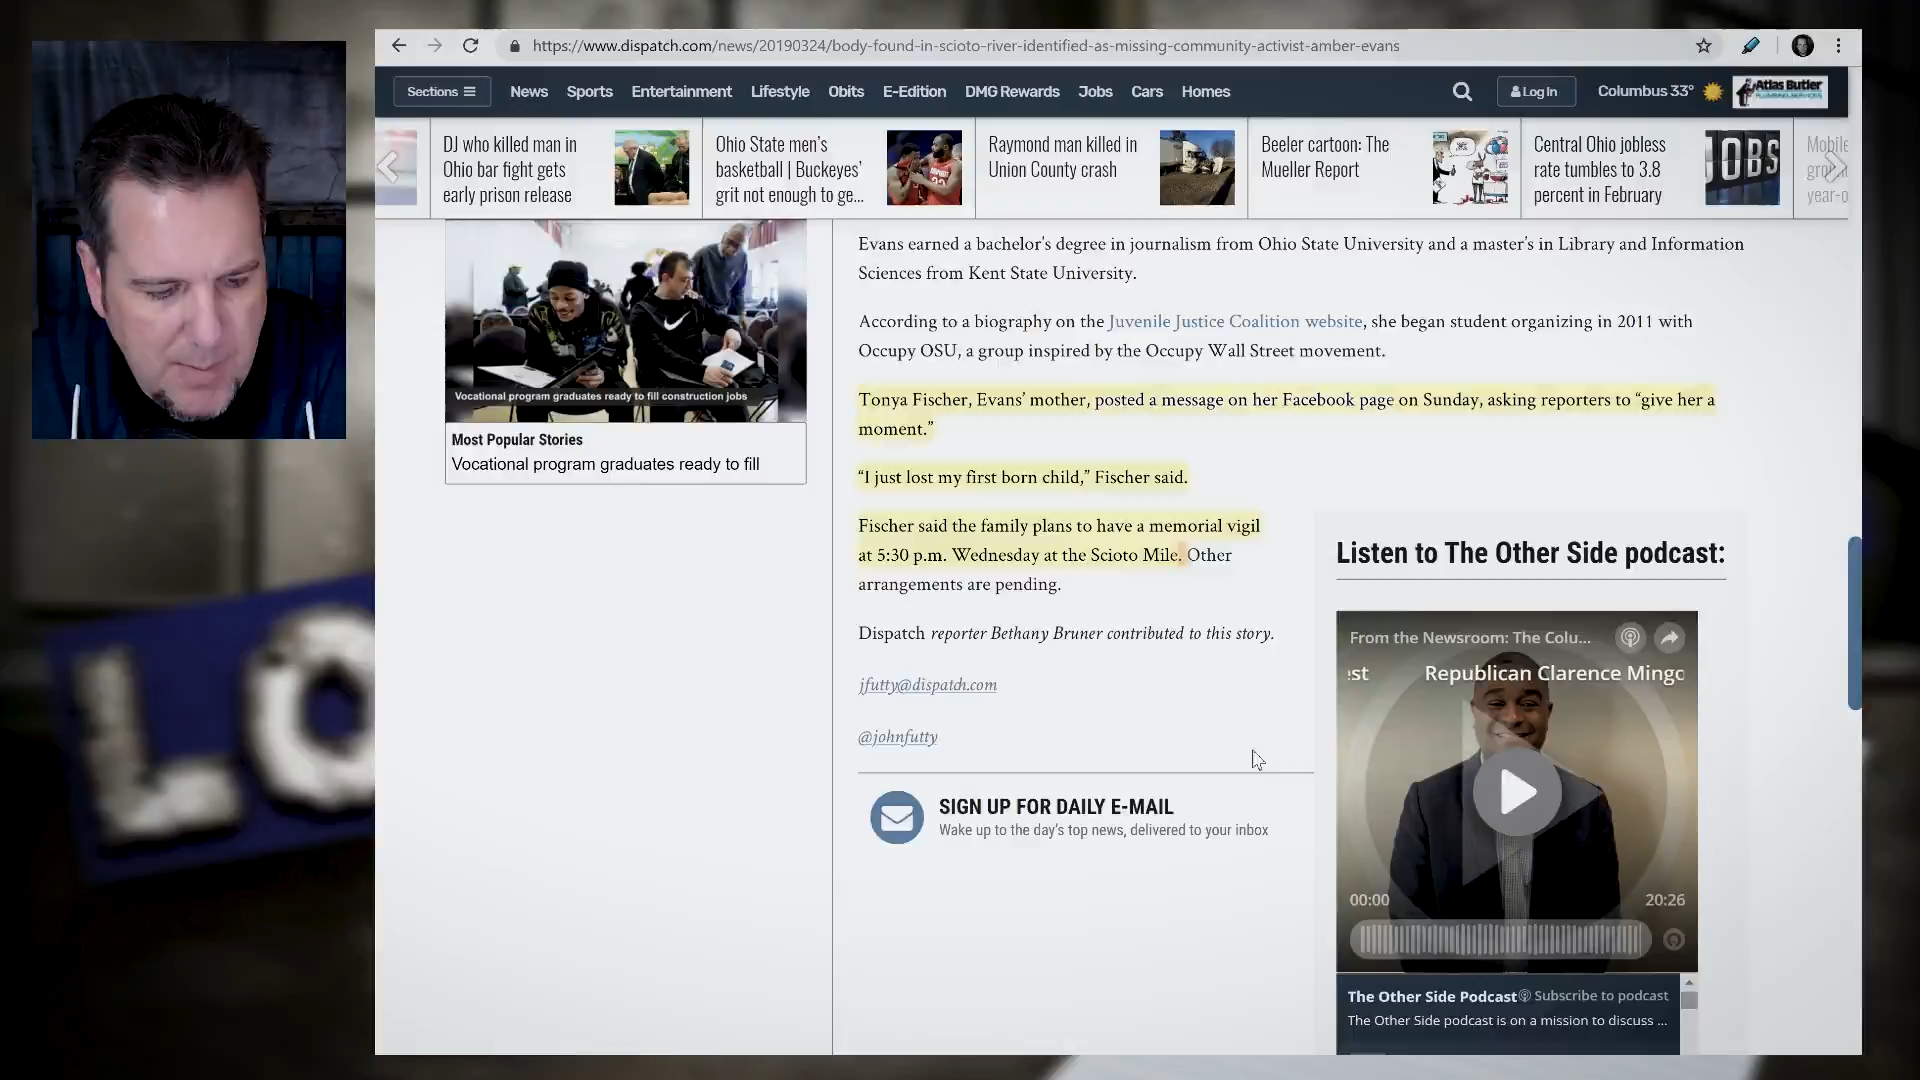 https://www.dispatch.com/news/20190324/body-found-in-scioto-river-identified-as-missing-community-activist-amber-evans
Sections News Sports Entertainment Lifestyle Obits E-Edition DMG Rewards Jobs Cars Homes Log In Columbus 33° Atlas Butler
DJ who killed man in
Ohio bar fight gets
early prison release
Ohio State men's
basketball | Buckeyes'
grit not enough to ge...
Raymond man killed in
Union County crash
Beeler cartoon: The
Mueller Report
Central Ohio jobless
rate tumbles to 3.8
percent in February
JOBS
Mobile
year-o
Vocational program graduates ready to fill construction jobs
Most Popular Stories
Vocational program graduates ready to fill
Evans earned a bachelor's degree in journalism from Ohio State University and a master's in Library and Information
Sciences from Kent State University.
According to a biography on the Juvenile Justice Coalition website, she began student organizing in 2011 with
Occupy OSU, a group inspired by the Occupy Wall Street movement.
Tonya Fischer, Evans' mother, posted a message on her Facebook page on Sunday, asking reporters to “give her a
moment.”
“I just lost my first born child,” Fischer said.
Fischer said the family plans to have a memorial vigil
at 5:30 p.m. Wednesday at the Scioto Mile. Other
arrangements are pending.
Dispatch reporter Bethany Bruner contributed to this story.
jfutty@dispatch.com
@johnfutty
SIGN UP FOR DAILY E-MAIL
Wake up to the day's top news, delivered to your inbox
Listen to The Other Side podcast:
From the Newsroom: The Colu...
est Republican Clarence Mingo
00:00 20:26
The Other Side Podcast Subscribe to podcast
The Other Side podcast is on a mission to discuss ...
LO